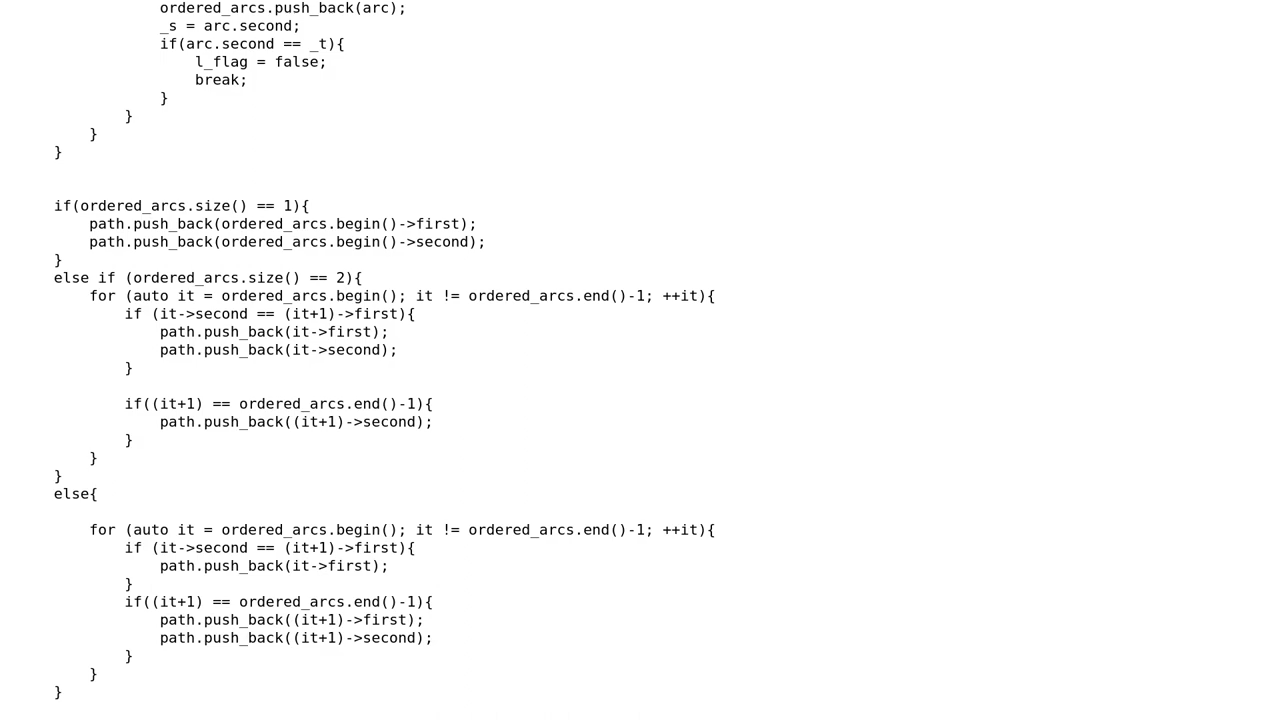 ordered_arcs.push_back(arc);
_s = arc.second;
if(arc.second == _t){
l_flag = false;
break;
}
}
}
}
if(ordered_arcs.size() == 1){
path.push_back(ordered_arcs.begin()->first);
path.push_back(ordered_arcs.begin()->second);
}
else if (ordered_arcs.size() == 2){
for (auto it = ordered_arcs.begin(); it != ordered_arcs.end()-1; ++it){
if (it->second == (it+1)->first){
path.push_back(it->first);
path.push_back(it->second);
}
if((it+1) == ordered_arcs.end()-1){
path.push_back((it+1)->second);
}
}
}
else{
for (auto it = ordered_arcs.begin(); it != ordered_arcs.end()-1; ++it){
if (it->second == (it+1)->first){
path.push_back(it->first);
}
if((it+1) == ordered_arcs.end()-1){
path.push_back((it+1)->first);
path.push_back((it+1)->second);
}
}
}